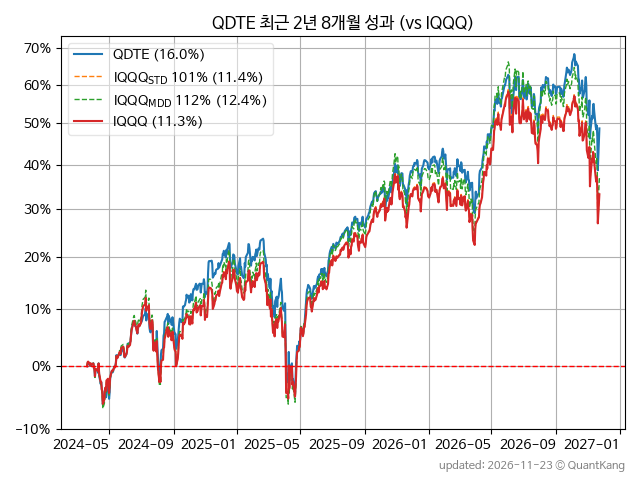 QDTE 최근 2년 8개월 성과 (vs IQQQ)
QDTE (16.0%)
IQQQSTD 101% (11.4%)
IQQQMDD 112% (12.4%)
IQQQ (11.3%)
70%
60%
50%
40%
30%
20%
10%
0%
−10%
2024-05 2024-09 2025-01 2025-05 2025-09 2026-01 2026-05 2026-09 2027-01
updated: 2026-11-23 @ QuantKang